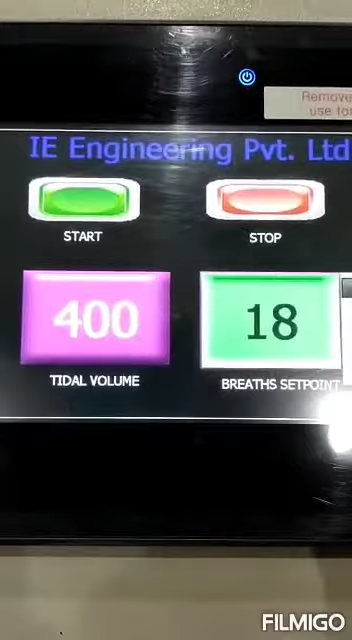 Remove
use to
IE Engineering Pvt. Ltd
START
STOP
400
18
TIDAL VOLUME
BREATHS SETPOINT
FILMIGO